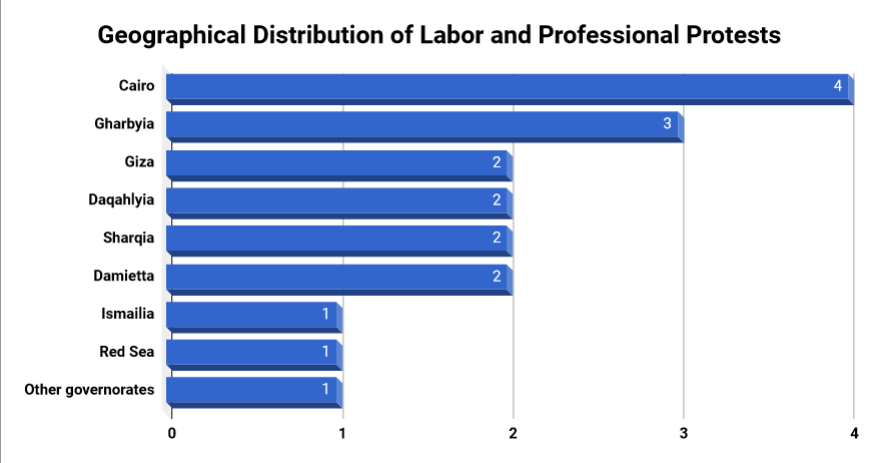 Geographical Distribution of Labor and Professional Protests
Cairo 4
Gharbyia 3
Giza 2
Daqahlyia 2
Sharqia 2
Damietta 2
Ismailia 1
Red Sea 1
Other governorates 1
0 1 2 3 4